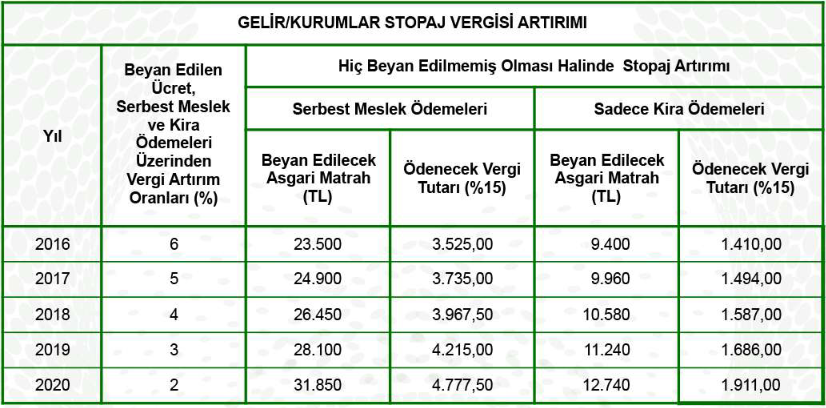 GELİR/KURUMLAR STOPAJ VERGİSİ ARTIRIMI
Yıl
Beyan Edilen
Ücret,
Serbest Meslek
ve Kira
Ödemeleri
Üzerinden
Vergi Artırım
Oranları (%)
Hiç Beyan Edilmemiş Olması Halinde Stopaj Artırımı
Serbest Meslek Ödemeleri
Sadece Kira Ödemeleri
Beyan Edilecek
Asgari Matrah
(TL)
Ödenecek Vergi
Tutarı (%15)
Beyan Edilecek
Asgari Matrah
(TL)
Ödenecek Vergi
Tutarı (%15)
2016 6 23.500 3.525,00 9.400 1.410,00
2017 5 24.900 3.735,00 9.960 1.494,00
2018 4 26.450 3.967,50 10.580 1.587,00
2019 3 28.100 4.215,00 11.240 1.686,00
2020 2 31.850 4.777,50 12.740 1.911,00